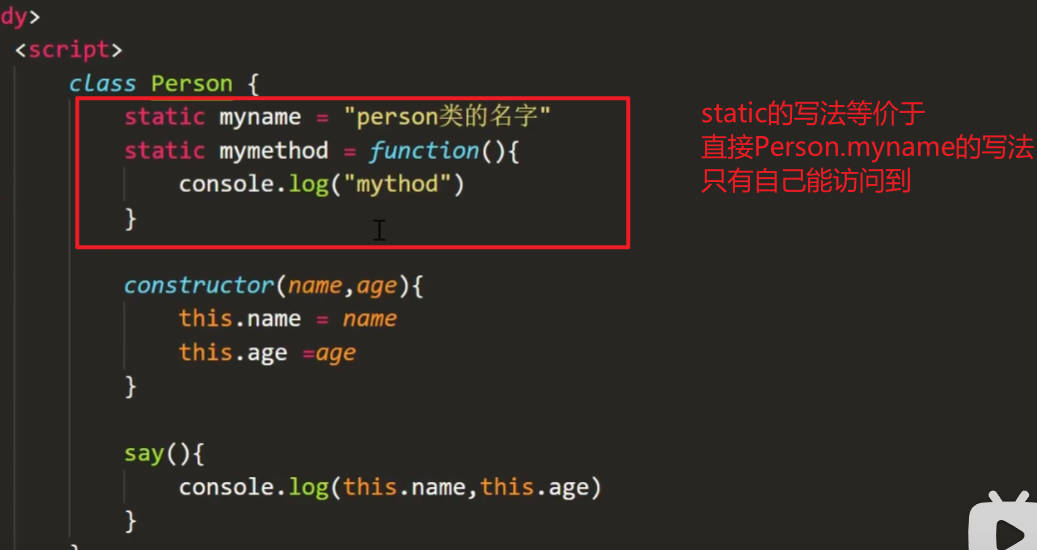 dy>
<script>
class Person {
static myname = "person类的名字"
static mymethod = function(){
console.log("mythod")
}
static的写法等价于
直接Person.myname的写法
只有自己能访问到
constructor(name,age){
this.name = name
this.age =age
}
say(){
console.log(this.name,this.age)
}